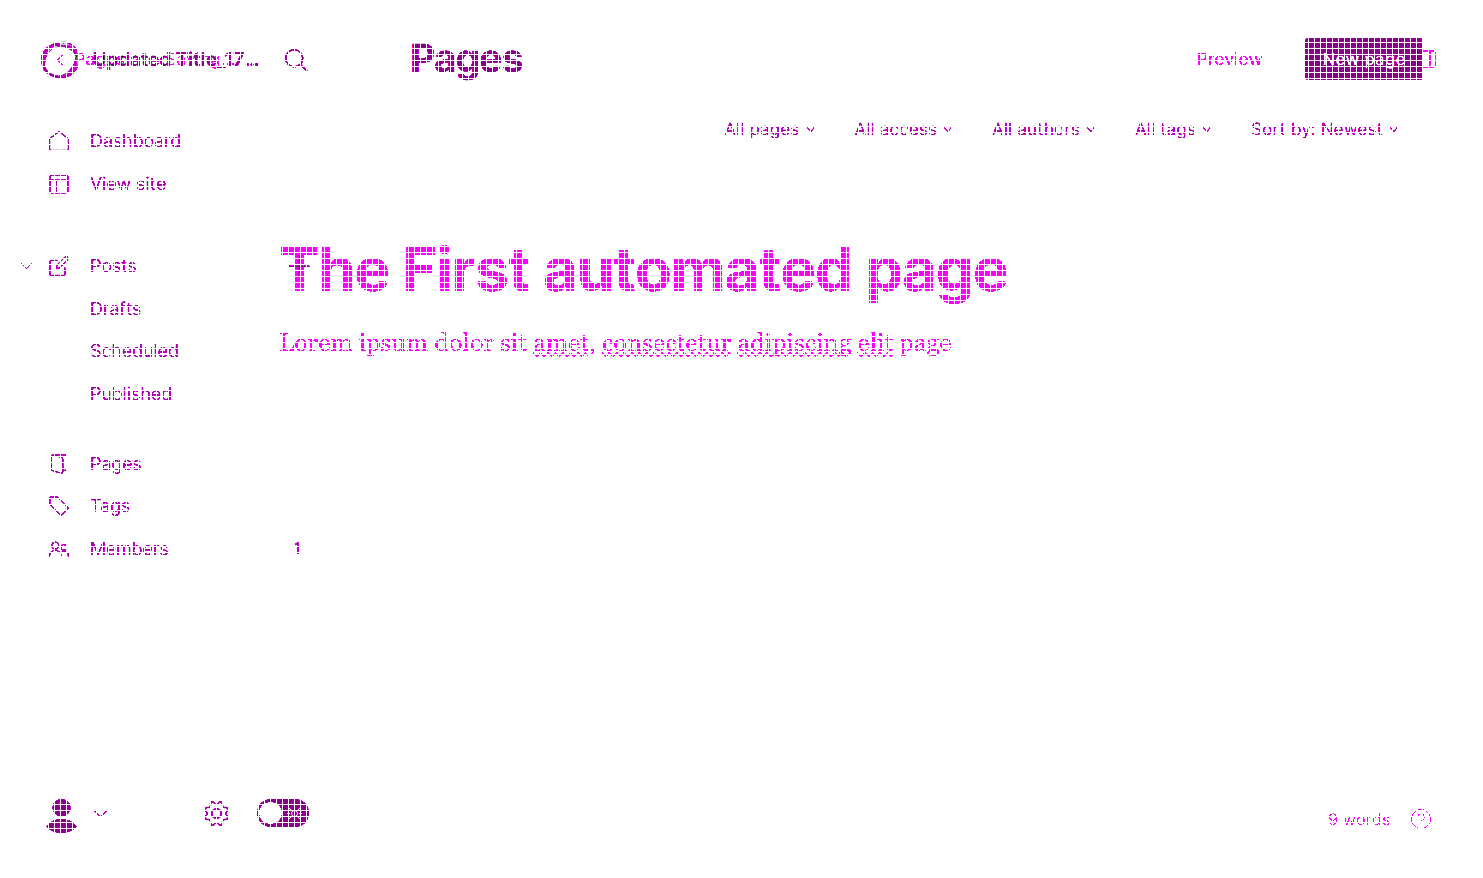 Updated Title 17...
Pages
Preview
New page
All pages
All access
All authors
All tags
Sort by: Newest
Dashboard
View site
Posts
The First automated page
Drafts
Lorem ipsum dolor sit amet, consectetur adipiscing elit page
Scheduled
Published
Pages
Tags
Members 1
9 words